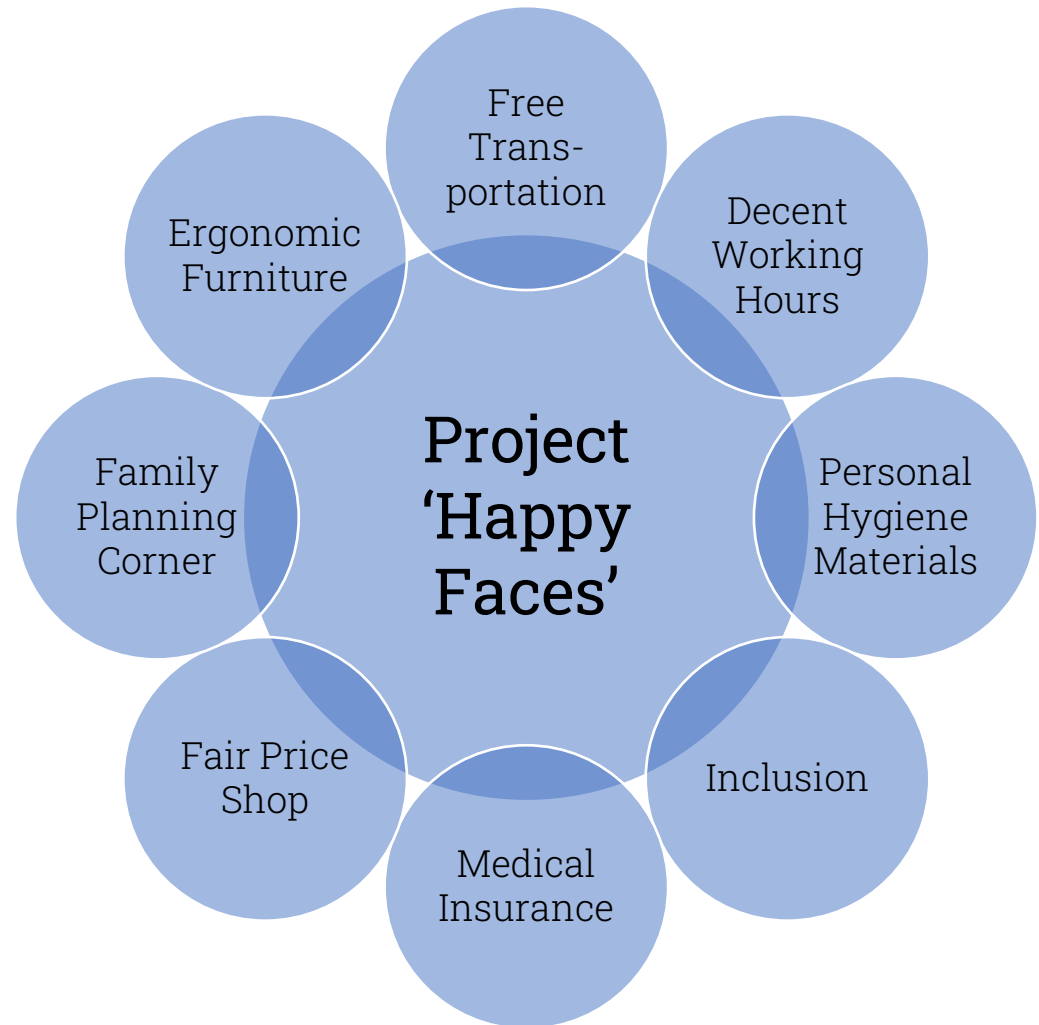 Free
Trans-
portation
Decent
Working
Hours
Personal
Hygiene
Materials
Inclusion
Medical
Insurance
Fair Price
Shop
Family
Planning
Corner
Ergonomic
Furniture
Project
‘Happy
Faces’